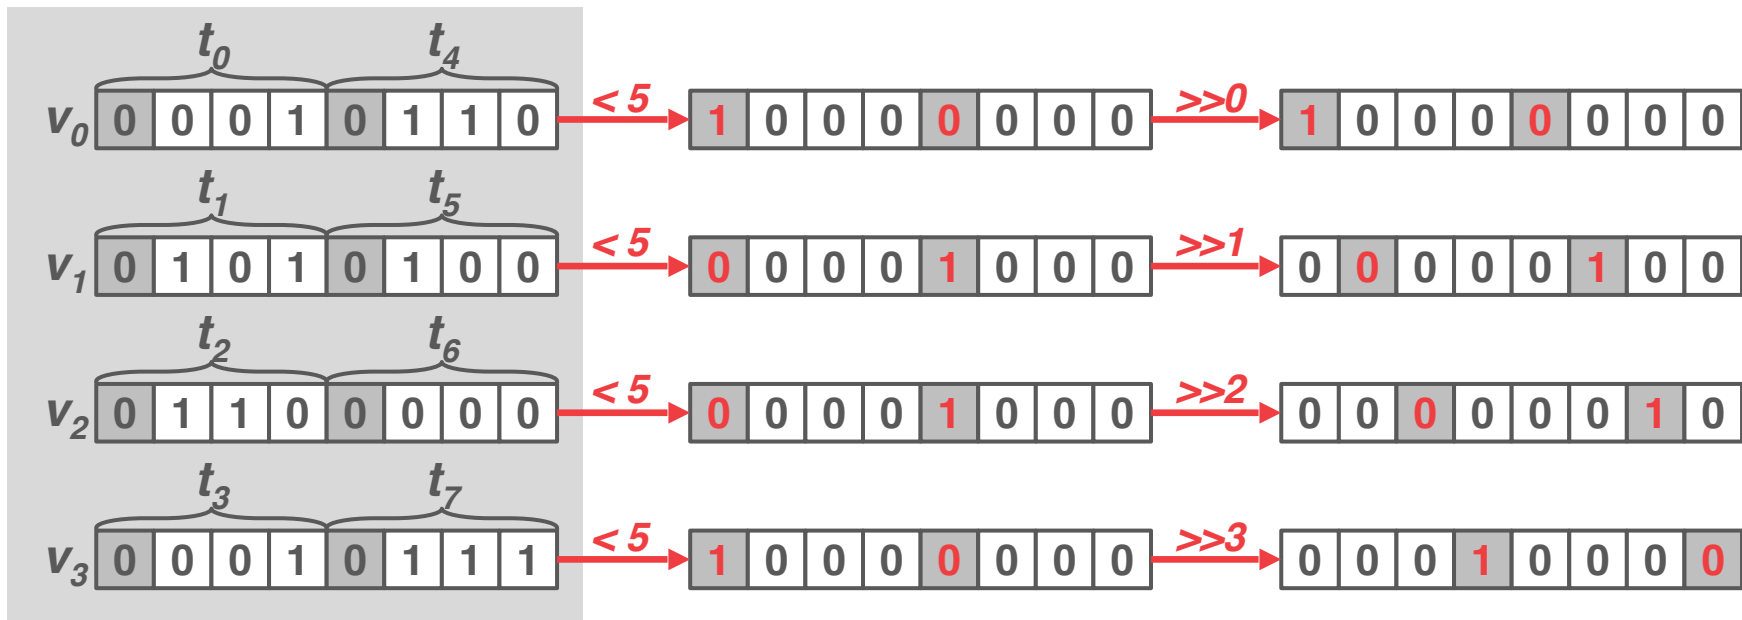 t0 t4
v0 0 0 0 1 0 1 1 0 < 5 1 0 0 0 0 0 0 0 >>0 1 0 0 0 0 0 0 0
t1 t5
v1 0 1 0 1 0 1 0 0 < 5 0 0 0 0 1 0 0 0 >>1 0 0 0 0 0 1 0 0
t2 t6
v2 0 1 1 0 0 0 0 0 < 5 0 0 0 0 1 0 0 0 >>2 0 0 0 0 0 0 1 0
t3 t7
v3 0 0 0 1 0 1 1 1 < 5 1 0 0 0 0 0 0 0 >>3 0 0 0 1 0 0 0 0